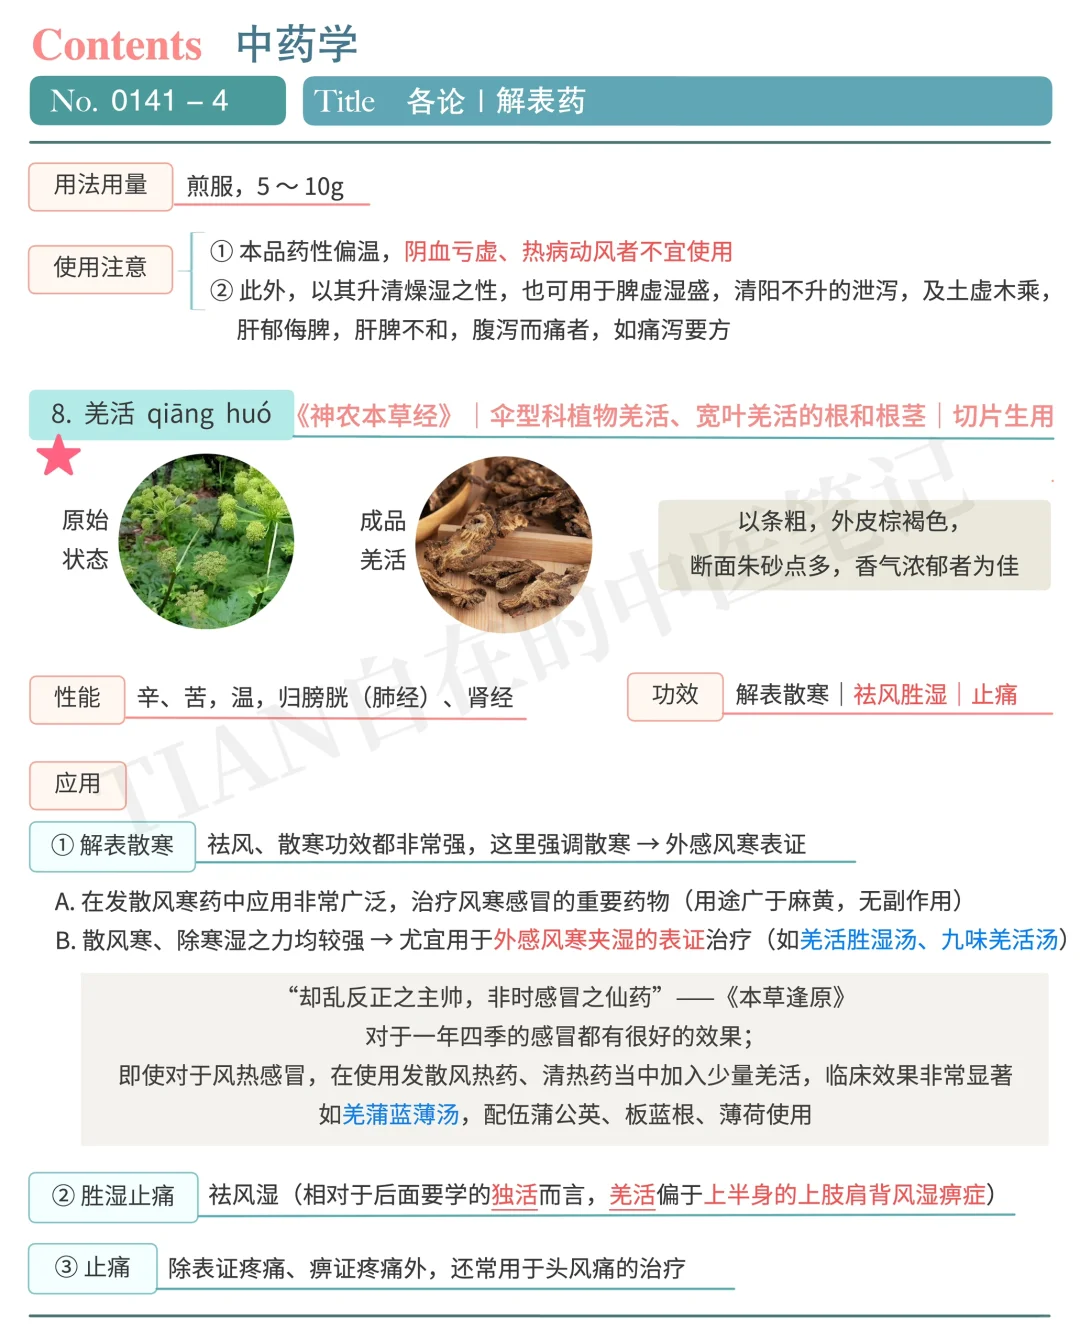 Contents 中药学
No. 0141 – 4
Title 各论 | 解表药
用法用量 煎服，5～10g
使用注意
① 本品药性偏温，阴血亏虚、热病动风者不宜使用
② 此外，以其升清燥湿之性，也可用于脾虚湿盛，清阳不升的泄泻，及土虚木乘，
肝郁侮脾，肝脾不和，腹泻而痛者，如痛泻要方
8. 羌活 qiāng huó 《神农本草经》｜伞型科植物羌活、宽叶羌活的根和根茎｜切片生用
原始
状态
成品
羌活
以条粗，外皮棕褐色，
断面朱砂点多，香气浓郁者为佳
性能 辛、苦，温，归膀胱（肺经）、肾经
功效 解表散寒｜祛风胜湿｜止痛
应用
① 解表散寒 祛风、散寒功效都非常强，这里强调散寒 → 外感风寒表证
A. 在发散风寒药中应用非常广泛，治疗风寒感冒的重要药物（用途广于麻黄，无副作用）
B. 散风寒、除寒湿之力均较强 → 尤宜用于外感风寒夹湿的表证治疗（如羌活胜湿汤、九味羌活汤）
“却乱反正之主帅，非时感冒之仙药” ——《本草逢原》
对于一年四季的感冒都有很好的效果；
即使对于风热感冒，在使用发散风热药、清热药当中加入少量羌活，临床效果非常显著
如羌蒲蓝薄汤，配伍蒲公英、板蓝根、薄荷使用
② 胜湿止痛 祛风湿（相对于后面要学的独活而言，羌活偏于上半身的上肢肩背风湿痹症）
③ 止痛 除表证疼痛、痹证疼痛外，还常用于头风痛的治疗
TIAN自在的中医笔记